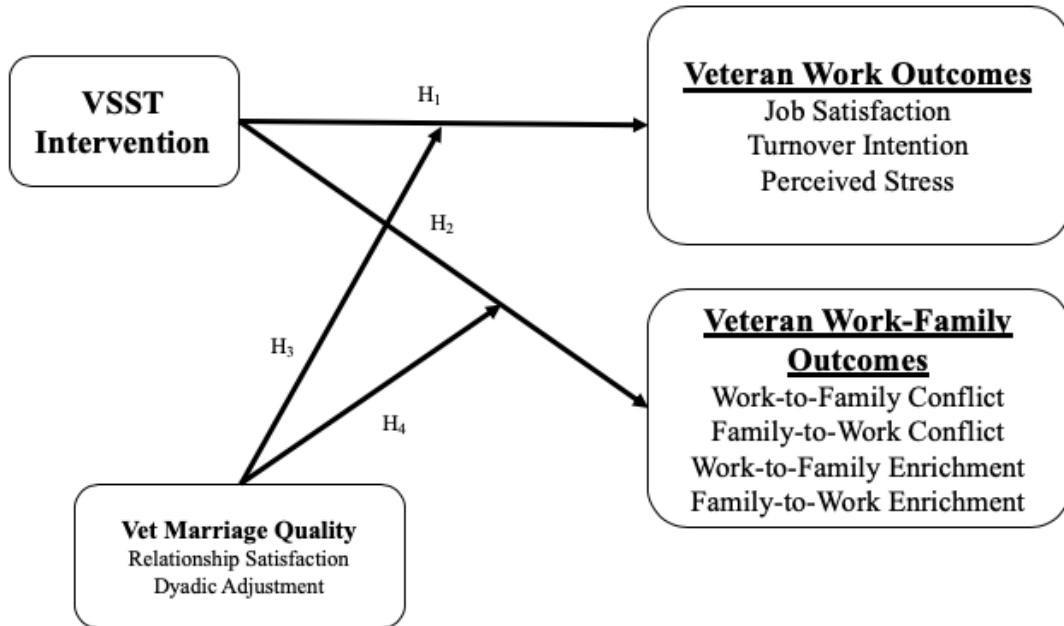 VSST
Intervention
H₁
Veteran Work Outcomes
Job Satisfaction
Turnover Intention
Perceived Stress
H₂
H₃
H₄
Veteran Work-Family
Outcomes
Work-to-Family Conflict
Family-to-Work Conflict
Work-to-Family Enrichment
Family-to-Work Enrichment
Vet Marriage Quality
Relationship Satisfaction
Dyadic Adjustment